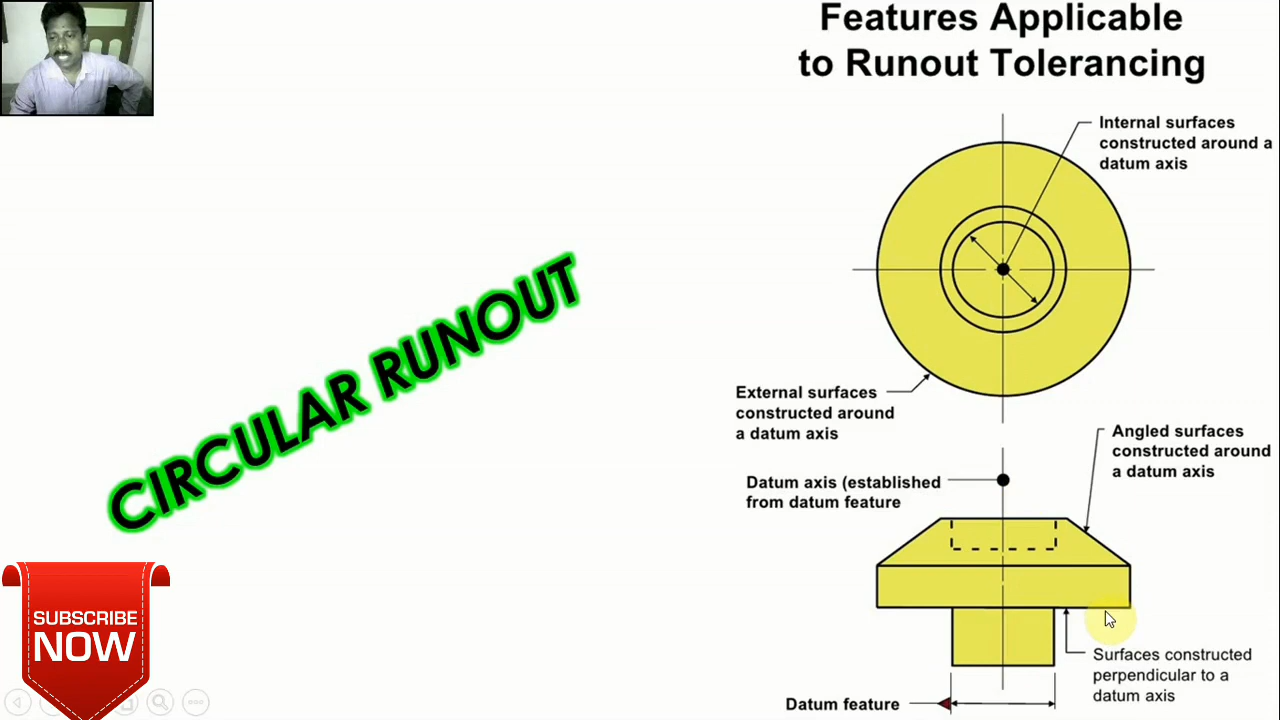 Features Applicable
to Runout Tolerancing
Internal surfaces
constructed around a
datum axis
CIRCULAR RUNOUT
External surfaces
constructed around
a datum axis
Angled surfaces
constructed around
a datum axis
Datum axis (established
from datum feature
SUBSCRIBE
NOW
Surfaces constructed
perpendicular to a
datum axis
Datum feature